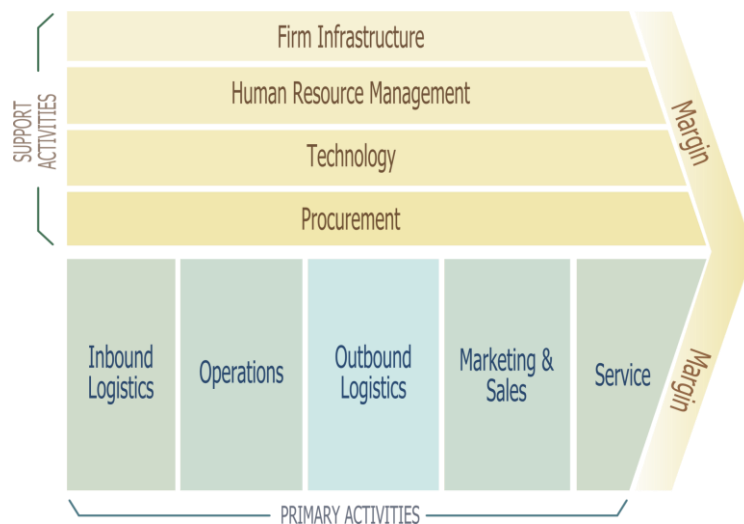 Firm Infrastructure
Human Resource Management
Technology
Procurement
SUPPORT
ACTIVITIES
Margin
Inbound
Logistics
Operations
Outbound
Logistics
Marketing &
Sales
Service
Margin
PRIMARY ACTIVITIES